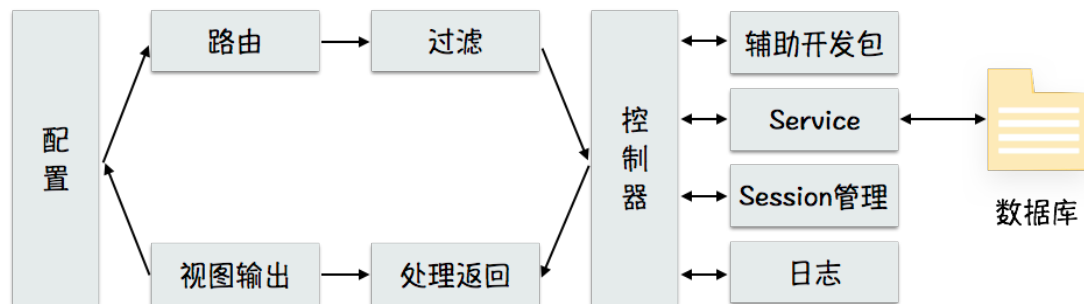 配置
路由
过滤
视图输出
处理返回
控制器
辅助开发包
Service
Session管理
日志
数据库